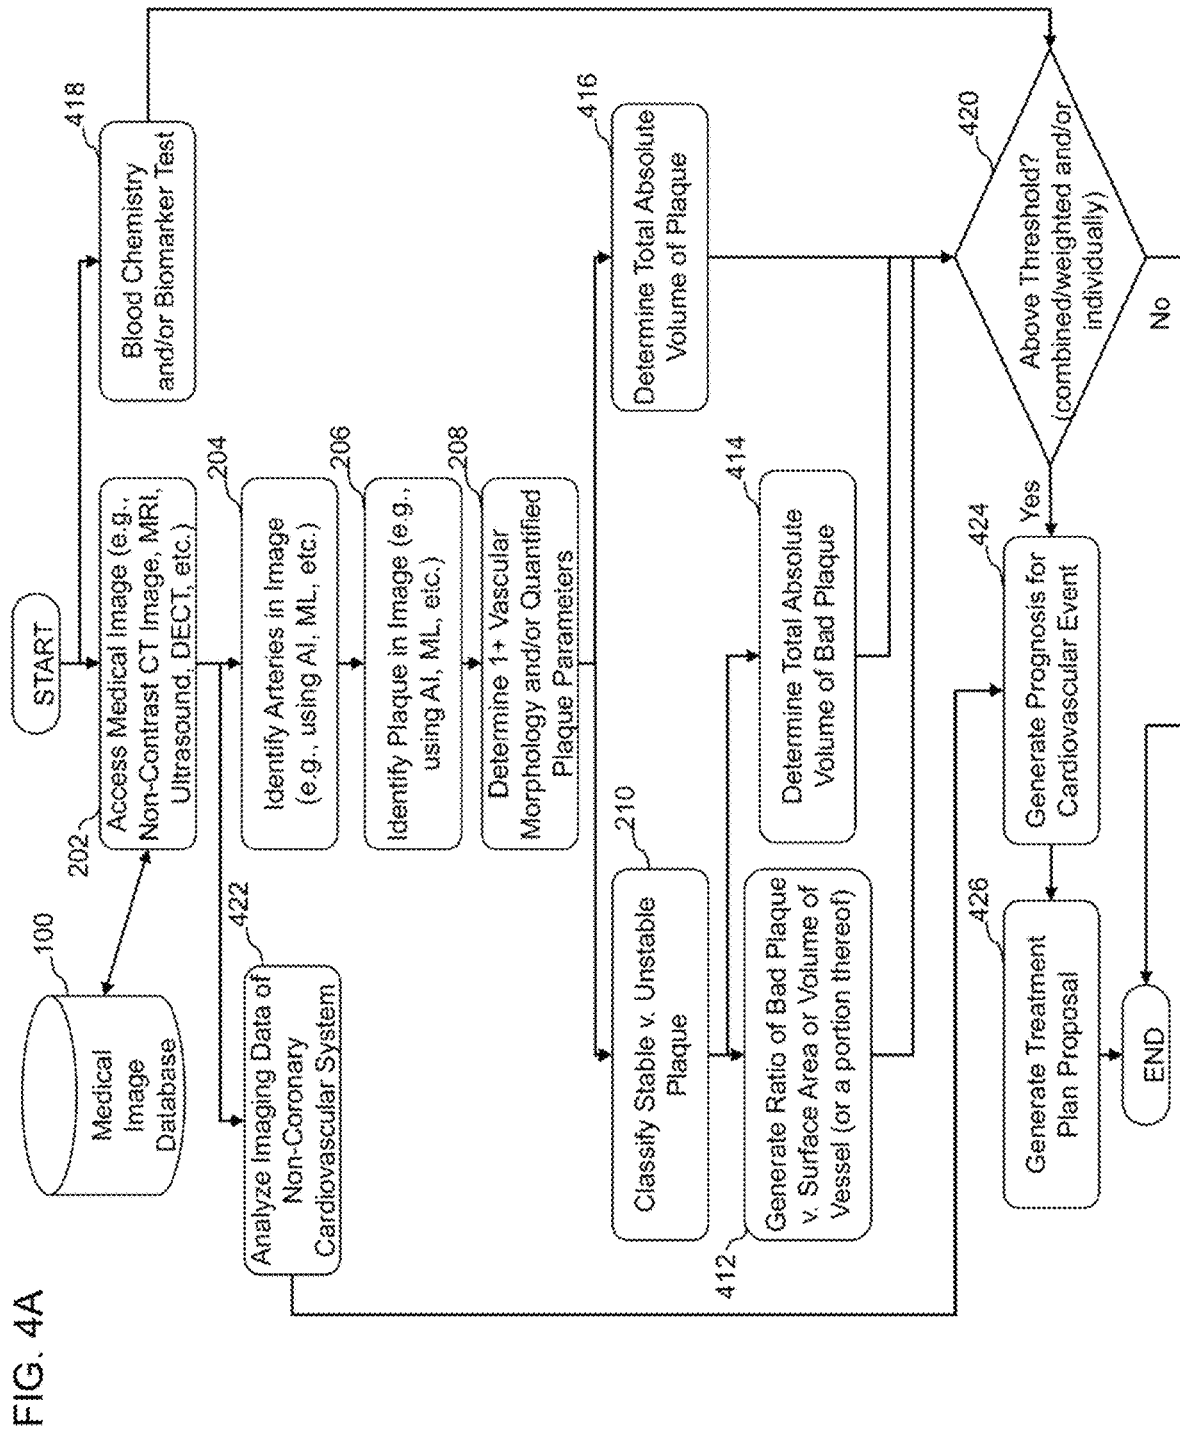 FIG. 4A
START
100
Medical
Image
Database
202
Access Medical Image (e.g.,
Non-Contrast CT Image, MRI,
Ultrasound, DECT, etc.)
418
Blood Chemistry
and/or Biomarker Test
422
Analyze Imaging Data of
Non-Coronary
Cardiovascular System
204
Identify Arteries in Image
(e.g., using AI, ML, etc.)
206
Identify Plaque in Image (e.g.,
using AI, ML, etc.)
208
Determine 1+ Vascular
Morphology and/or Quantified
Plaque Parameters
210
Classify Stable v. Unstable
Plaque
416
Determine Total Absolute
Volume of Plaque
412
Generate Ratio of Bad Plaque
v. Surface Area or Volume of
Vessel (or a portion thereof)
414
Determine Total Absolute
Volume of Bad Plaque
420
Above Threshold?
(combined/weighted and/or
individually)
Yes
No
424
Generate Prognosis for
Cardiovascular Event
426
Generate Treatment
Plan Proposal
END